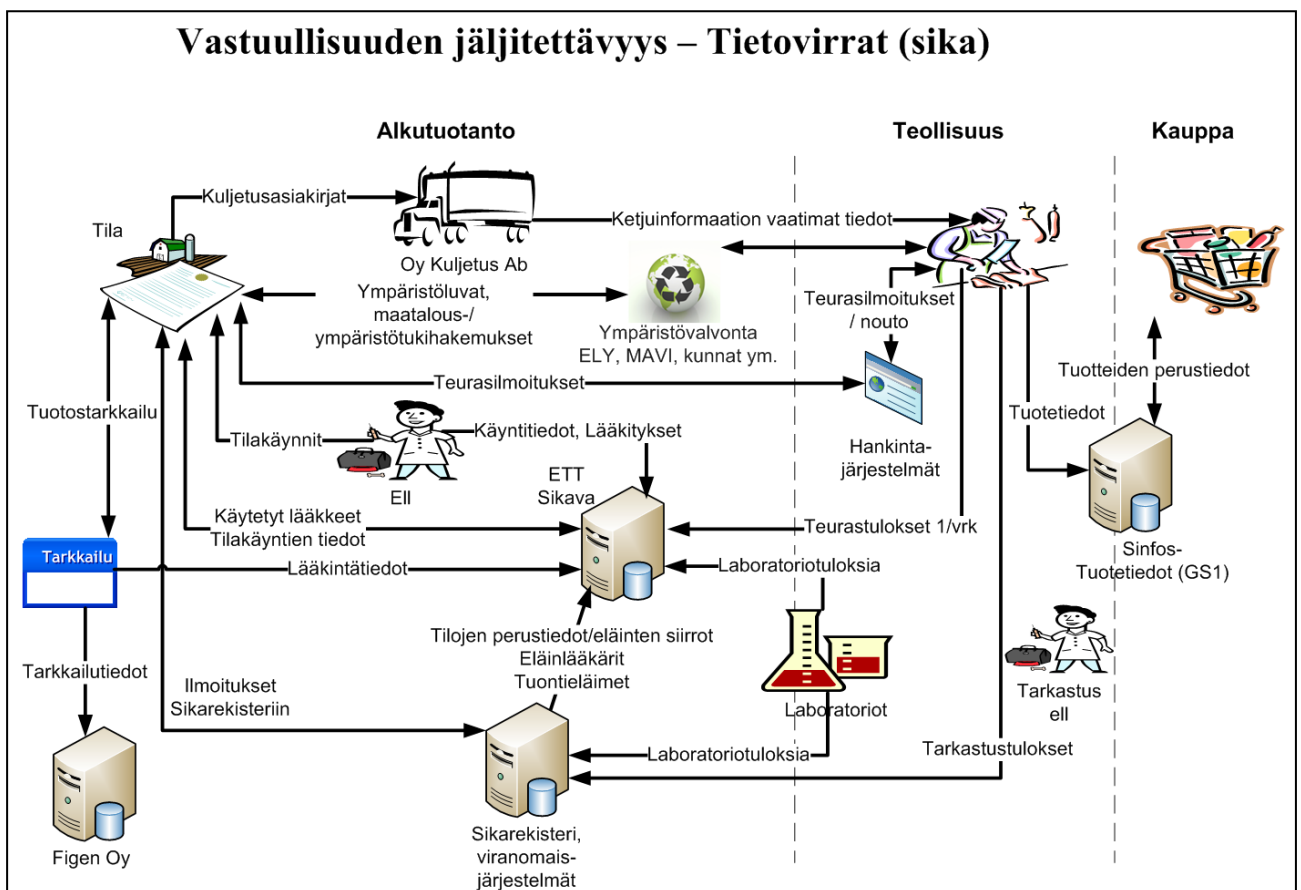 Vastuullisuuden jäljitettävyys – Tietovirrat (sika)
Alkutuotanto
Teollisuus
Kauppa
Kuljetusasiakirjat
Tila
Oy Kuljetus Ab
Ketjuinformaation vaatimat tiedot
Ympäristöluvat,
maatalous-/
ympäristötukihakemukset
Ympäristövalvonta
ELY, MAVI, kunnat ym.
Teurasilmoitukset
/ nouto
Tuotteiden perustiedot
Teurasilmoitukset
Tuotostarkkailu
Tilakäynnit
Käyntitiedot, Lääkitykset
Tuotetiedot
Hankinta-
järjestelmät
Ell
ETT
Sikava
Käytetyt lääkkeet
Tilakäyntien tiedot
Teurastulokset 1/vrk
Sinfos-
Tuotetiedot (GS1)
Tarkkailu
Lääkintätiedot
Laboratoriotuloksia
Tilojen perustiedot/eläinten siirrot
Eläinlääkärit
Tuontieläimet
Tarkkailutiedot
Ilmoitukset
Sikarekisteriin
Laboratoriot
Tarkastus
ell
Laboratoriotuloksia
Tarkastustulokset
Figen Oy
Sikarekisteri,
viranomais-
järjestelmät